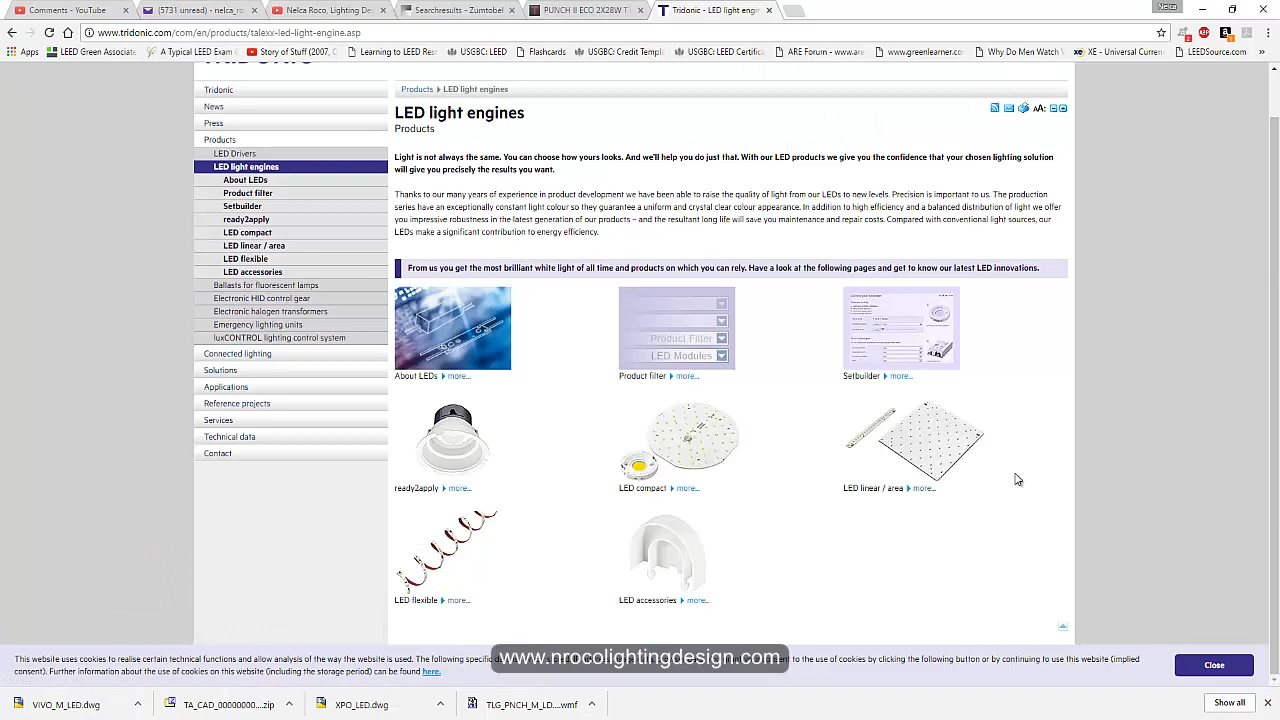 Comments - YouTube
(5731 unread) - nelca_ro
Nelca Roco, Lighting De
Searchresults - Zumtobel
PUNCH II ECO 2X28W T
Tridonic - LED light eng
www.tridonic.com/com/en/products/talexx-led-light-engine.asp
Apps
LEED Green Associate
A Typical LEED Exam C
Story of Stuff (2007, O
Learning to LEED Res
USGBC: LEED
Flashcards
USGBC: Credit Templ
USGBC: LEED Certifica
ARE Forum - www.are
www.greenlearner.co
Why Do Men Watch
XE - Universal Curren
LEEDSource.com
Tridonic
News
Press
Products
LED Drivers
LED light engines
About LEDs
Product filter
Setbuilder
ready2apply
LED compact
LED linear / area
LED flexible
LED accessories
Ballasts for fluorescent lamps
Electronic HID control gear
Electronic halogen transformers
Emergency lighting units
luxCONTROL lighting control system
Connected lighting
Solutions
Applications
Reference projects
Services
Technical data
Contact
Products LED light engines
LED light engines
AA:
Products
Light is not always the same. You can choose how yours looks. And we'll help you do just that. With our LED products we give you the confidence that your chosen lighting solution
will give you precisely the results you want.
Thanks to our many years of experience in product development we have been able to raise the quality of light from our LEDs to new levels. Precision is important to us. The production
series have an exceptionally constant light colour so they guarantee a uniform and crystal clear colour appearance. In addition to high efficiency and a balanced distribution of light we offer
you impressive robustness in the latest generation of our products – and the resultant long life will save you maintenance and repair costs. Compared with conventional light sources, our
LEDs make a significant contribution to energy efficiency.
From us you get the most brilliant white light of all time and products on which you can rely. Have a look at the following pages and get to know our latest LED innovations.
Product Filter
LED Modules
About LEDs more...
Product filter more...
Setbuilder more...
ready2apply more...
LED compact more...
LED linear / area more...
LED flexible more...
LED accessories more...
This website uses cookies to realise certain technical functions and allow analysis of the way the website is used. The following specific
to the use of cookies by clicking the following button or by continuing to use this website (implied
consent). Further information about the use of cookies on this website (including the storage period) can be found here.
Close
www.nrocolightingdesign.com
VIVO_M_LED.dwg
TA_CAD_00000000....zip
XPO_LED.dwg
TLG_PNCH_M_LD....wmf
Show all